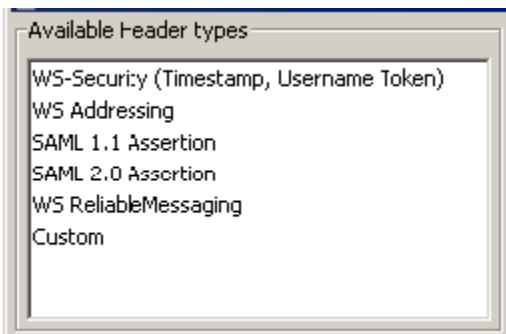 Available Header types
WS-Security (Timestamp, Username Token)
WS Addressing
SAML 1.1 Assertion
SAML 2.0 Assertion
WS ReliableMessaging
Custom